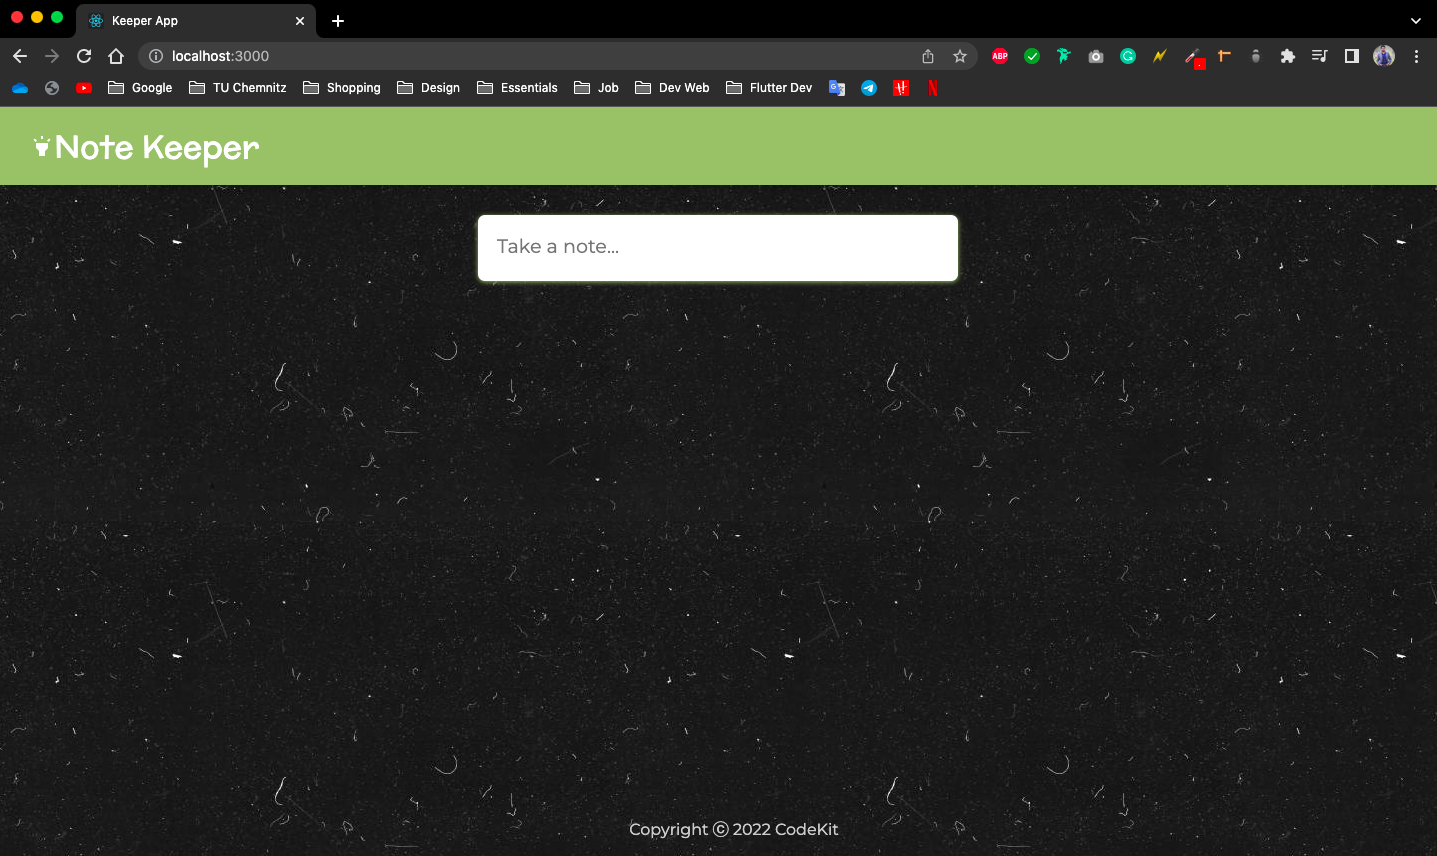 Keeper App
localhost:3000
ABP
Google
TU Chemnitz
Shopping
Design
Essentials
Job
Dev Web
Flutter Dev
Note Keeper
Take a note...
Copyright ⓒ 2022 CodeKit